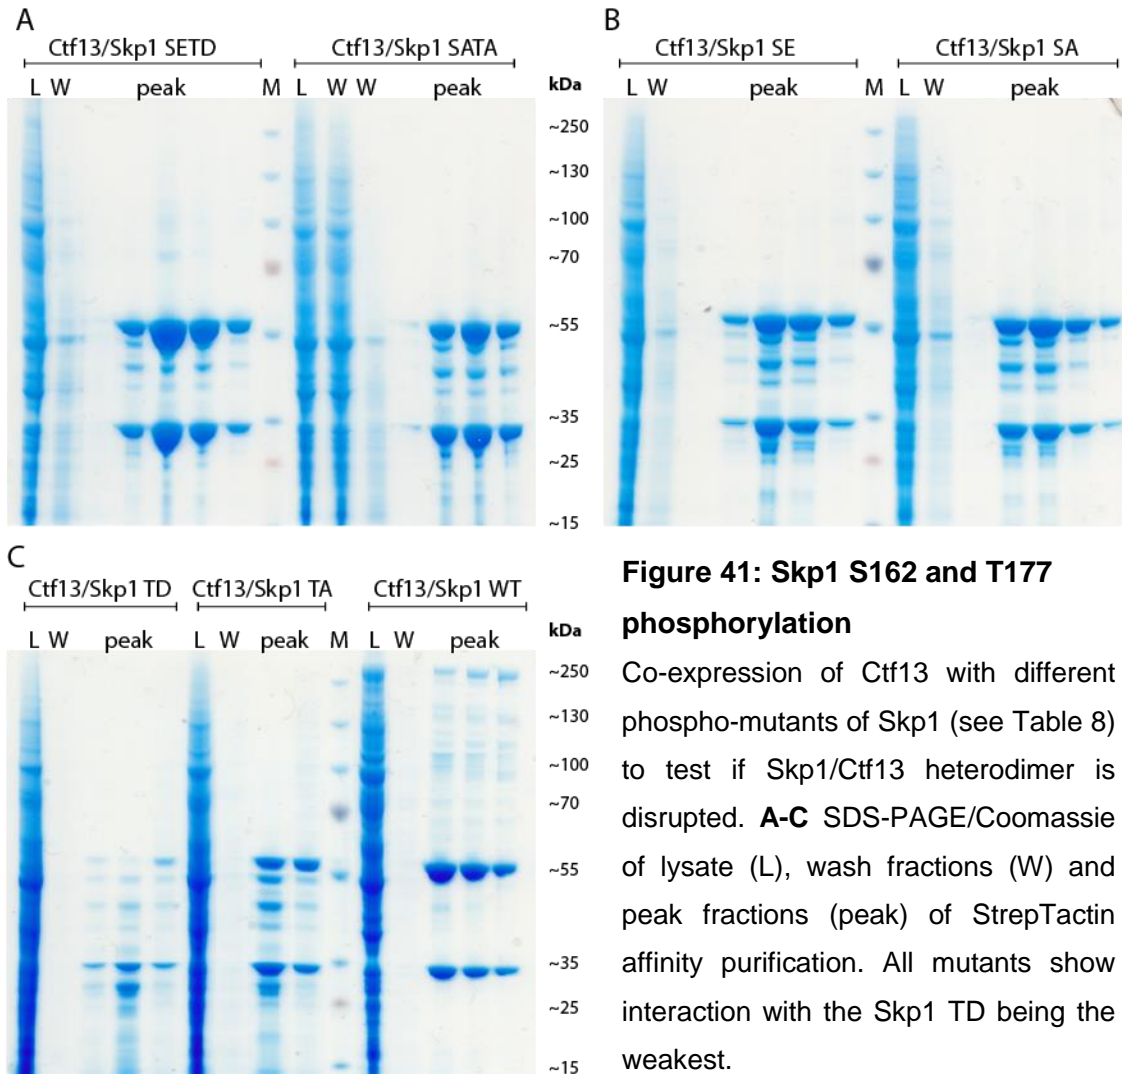 A
B
Ctf13/Skp1 SETD Ctf13/Skp1 SATA
Ctf13/Skp1 SE Ctf13/Skp1 SA
L W peak M L W W peak kDa
L W peak M L W peak
~250
~130
~100
~70
~55
~35
~25
~15
C
Ctf13/Skp1 TD Ctf13/Skp1 TA Ctf13/Skp1 WT
L W peak L W peak M L W peak kDa
~250
~130
~100
~70
~55
~35
~25
~15
Figure 41: Skp1 S162 and T177
phosphorylation
Co-expression of Ctf13 with different
phospho-mutants of Skp1 (see Table 8)
to test if Skp1/Ctf13 heterodimer is
disrupted. A-C SDS-PAGE/Coomassie
of lysate (L), wash fractions (W) and
peak fractions (peak) of StrepTactin
affinity purification. All mutants show
interaction with the Skp1 TD being the
weakest.